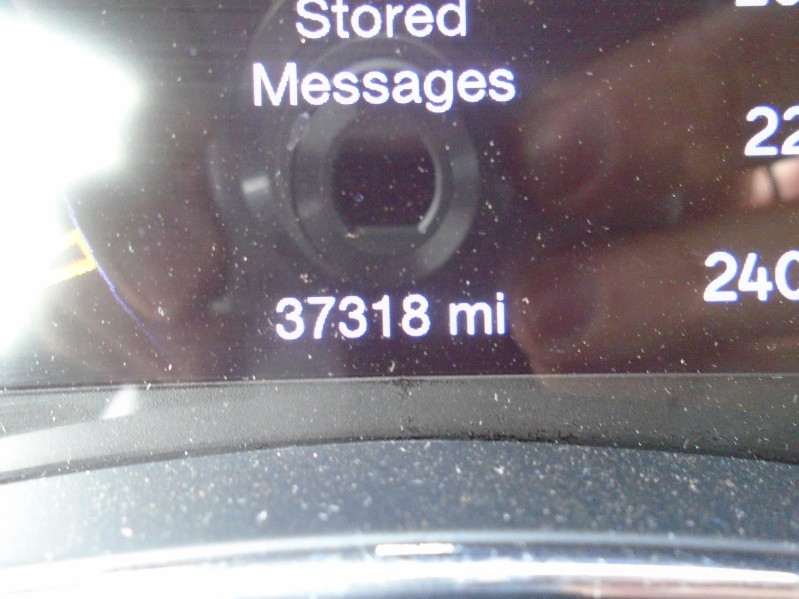 Stored
Messages
22
240
37318 mi